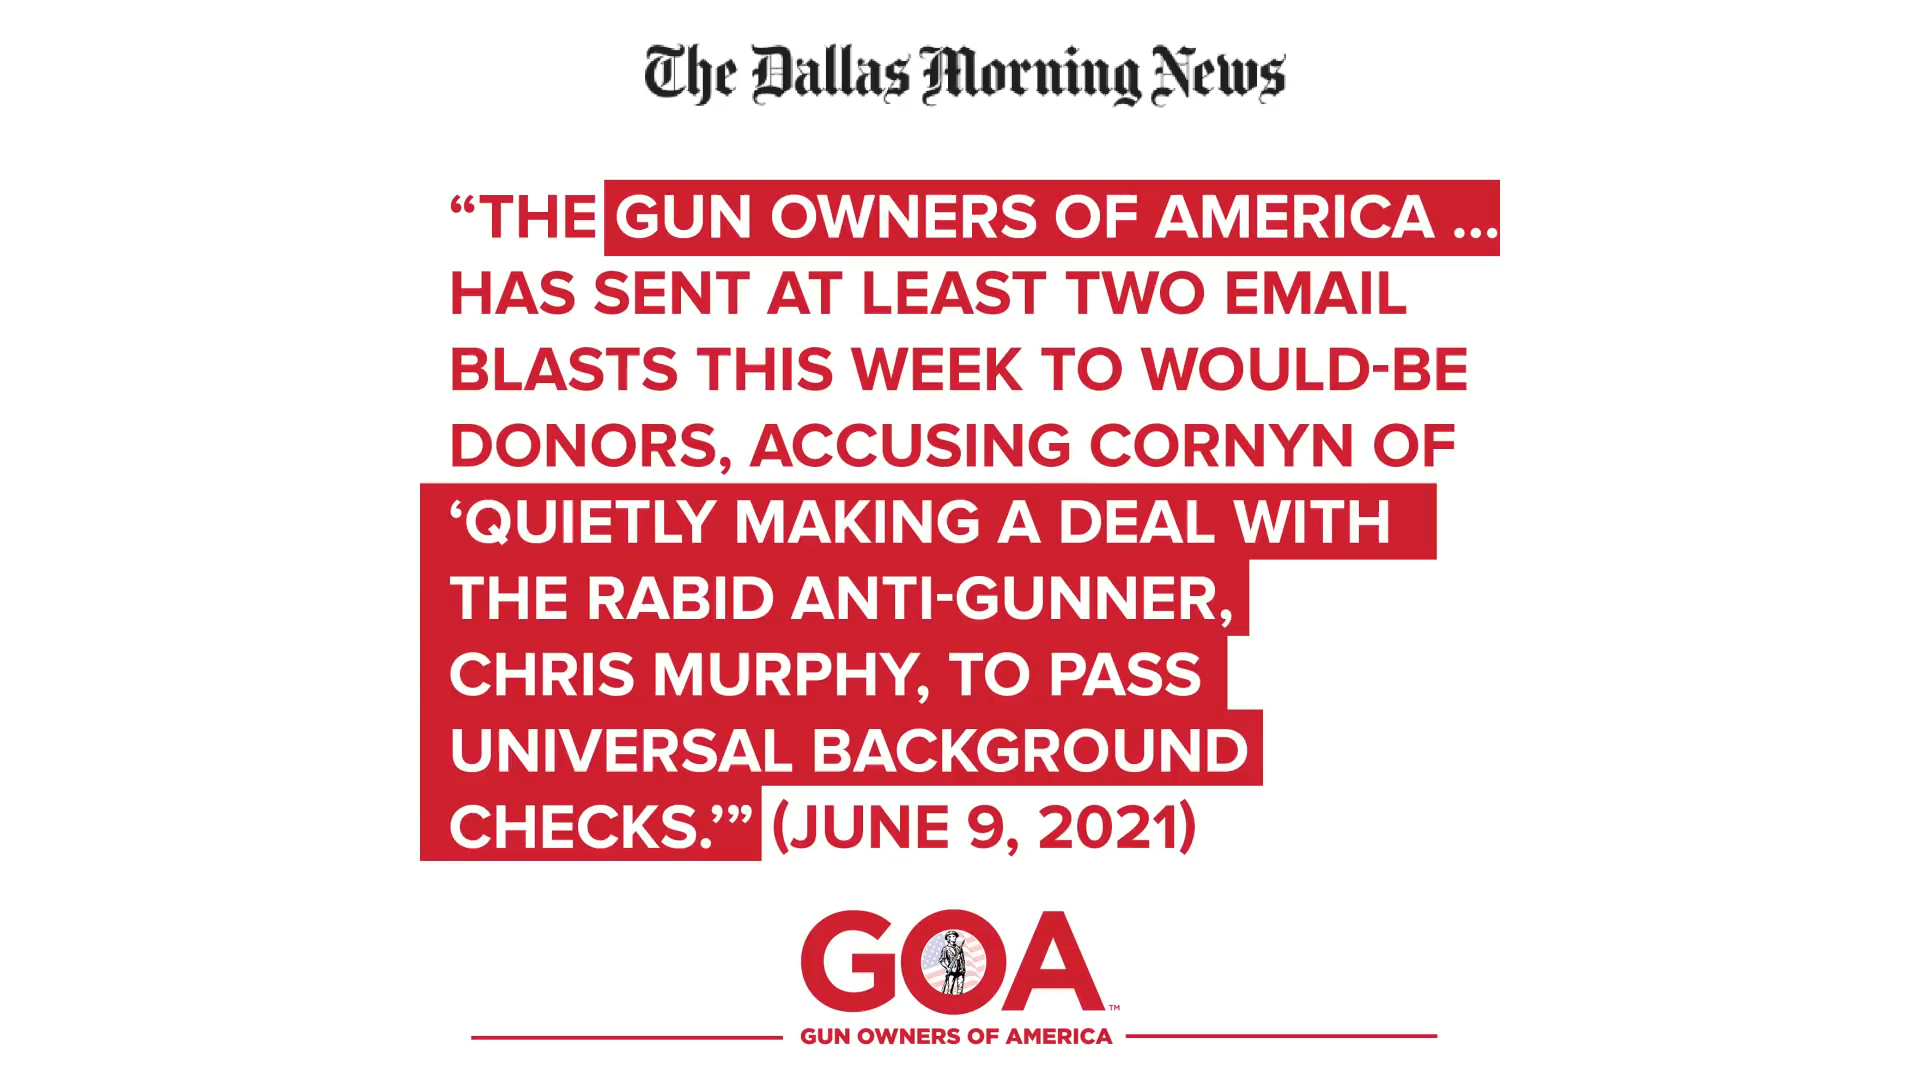 The Dallas Morning News
“THE GUN OWNERS OF AMERICA ...
HAS SENT AT LEAST TWO EMAIL
BLASTS THIS WEEK TO WOULD-BE
DONORS, ACCUSING CORNYN OF
‘QUIETLY MAKING A DEAL WITH
THE RABID ANTI-GUNNER,
CHRIS MURPHY, TO PASS
UNIVERSAL BACKGROUND
CHECKS.’” (JUNE 9, 2021)
GOA™
GUN OWNERS OF AMERICA